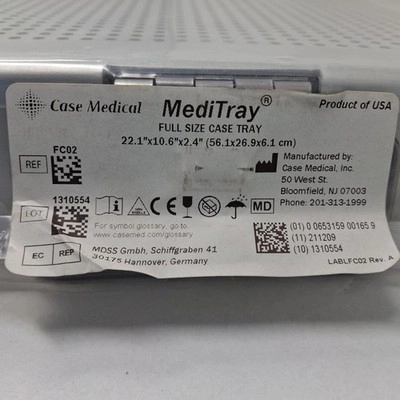 Case Medical
MediTray®
Product of USA
FULL SIZE CASE TRAY
22.1"x10.6"x2.4" (56.1x26.9x6.1 cm)
REF
FC02
LOT
1310554
Manufactured by:
Case Medical, Inc.
50 West St.
Bloomfield, NJ 07003
Phone: 201-313-1999
CE
MD
For symbol glossary, go to:
www.casemed.com/glossary
(01) 0 0653159 00165 9
(11) 211209
(10) 1310554
EC REP
MDSS Gmbh, Schiffgraben 41
30175 Hannover, Germany
LABLFC02 Rev. A